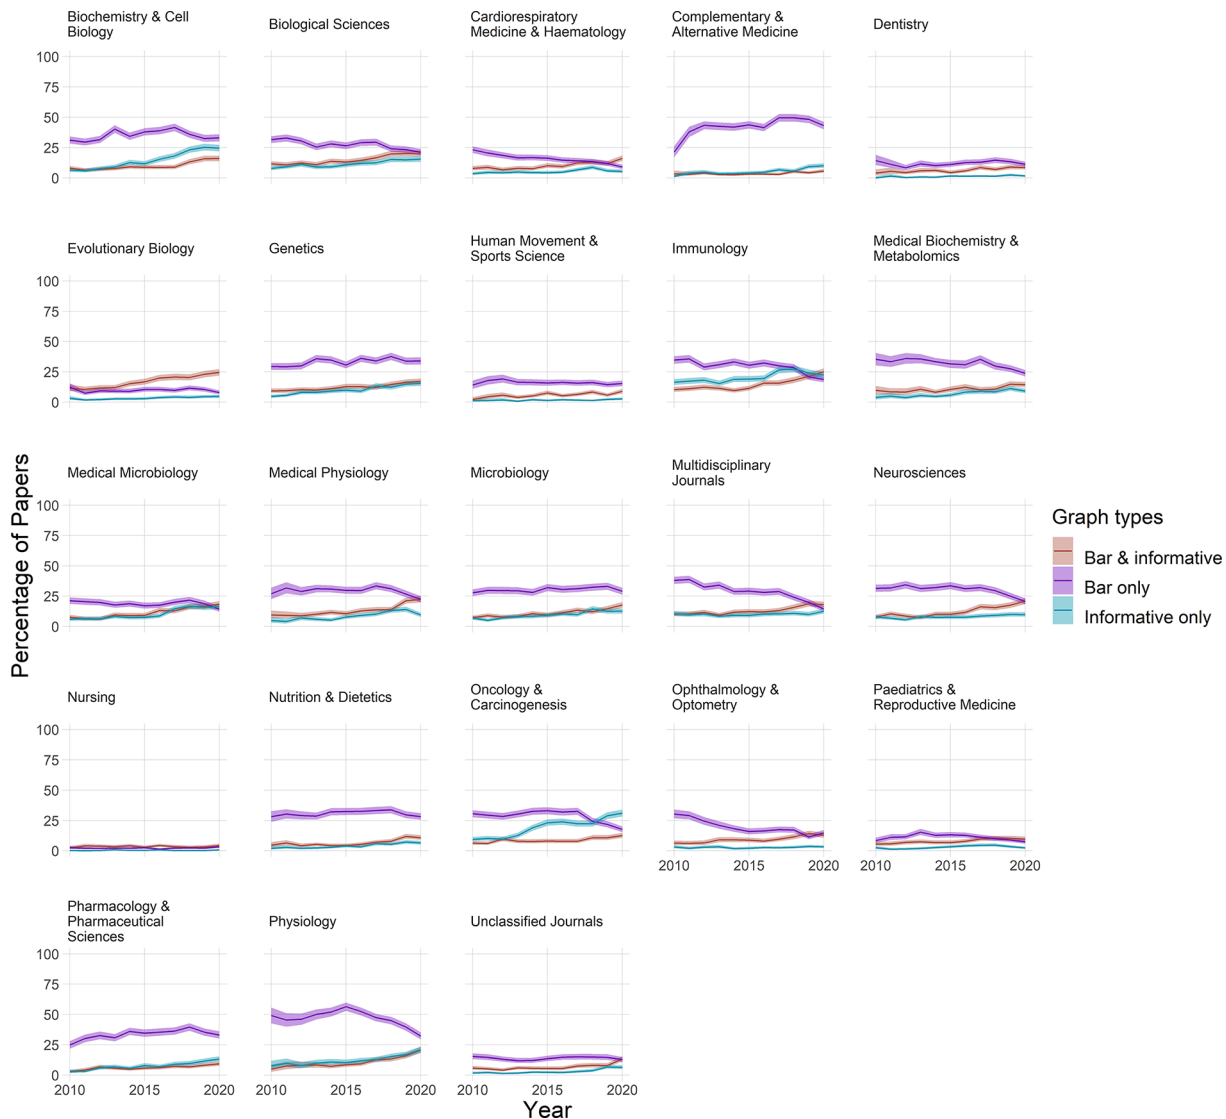 Biochemistry & Cell
Biology
Biological Sciences
Cardiorespiratory
Medicine & Haematology
Complementary &
Alternative Medicine
Dentistry
100
75
50
25
0
Evolutionary Biology
Genetics
Human Movement &
Sports Science
Immunology
Medical Biochemistry &
Metabolomics
100
75
50
25
0
Medical Microbiology
Medical Physiology
Microbiology
Multidisciplinary
Journals
Neurosciences
100
75
50
25
0
Percentage of Papers
Graph types
Bar & informative
Bar only
Informative only
Nursing
Nutrition & Dietetics
Oncology &
Carcinogenesis
Ophthalmology &
Optometry
Paediatrics &
Reproductive Medicine
100
75
50
25
0
2010 2015 2020
2010 2015 2020
Pharmacology &
Pharmaceutical
Sciences
Physiology
Unclassified Journals
100
75
50
25
0
2010 2015 2020
2010 2015 2020
2010 2015 2020
Year